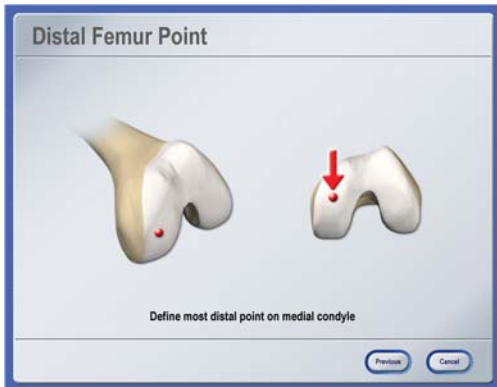 Distal Femur Point
Define most distal point on medial condyle
Previous
Cancel